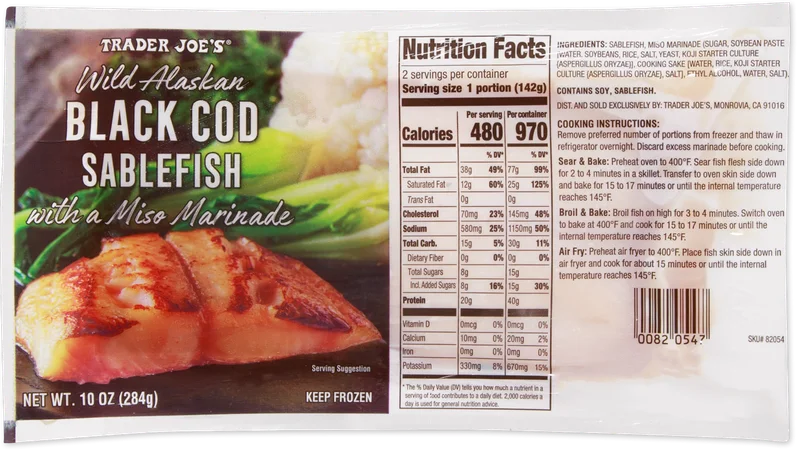 TRADER JOE'S®
Wild Alaskan
BLACK COD
SABLEFISH
with a Miso Marinade
Serving Suggestion
NET WT. 10 OZ (284g)
KEEP FROZEN
Nutrition Facts
2 servings per container
Serving size 1 portion (142g)
Per serving Per container
Calories 480 970
% DV* % DV*
Total Fat 38g 49% 77g 99%
Saturated Fat 12g 60% 25g 125%
Trans Fat 0g 0g
Cholesterol 70mg 23% 145mg 48%
Sodium 580mg 25% 1150mg 50%
Total Carb. 15g 5% 30g 11%
Dietary Fiber 0g 0% 0g 0%
Total Sugars 8g 15g
Incl. Added Sugars 8g 16% 15g 30%
Protein 20g 40g
Vitamin D 0mcg 0% 0mcg 0%
Calcium 10mg 0% 20mg 2%
Iron 0mg 0% 0mg 0%
Potassium 330mg 8% 670mg 15%
* The % Daily Value (DV) tells you how much a nutrient in a
serving of food contributes to a daily diet. 2,000 calories a
day is used for general nutrition advice.
INGREDIENTS: SABLEFISH, MISO MARINADE (SUGAR, SOYBEAN PASTE
[WATER, SOYBEANS, RICE, SALT, YEAST, KOJI STARTER CULTURE
(ASPERGILLUS ORYZAE)], COOKING SAKE [WATER, RICE, KOJI STARTER
CULTURE (ASPERGILLUS ORYZAE), SALT], ETHYL ALCOHOL, WATER, SALT).
CONTAINS SOY, SABLEFISH.
DIST. AND SOLD EXCLUSIVELY BY: TRADER JOE'S, MONROVIA, CA 91016
COOKING INSTRUCTIONS:
Remove preferred number of portions from freezer and thaw in
refrigerator overnight. Discard excess marinade before cooking.
Sear & Bake: Preheat oven to 400°F. Sear fish flesh side down
for 2 to 4 minutes in a skillet. Transfer to oven skin side down
and bake for 15 to 17 minutes or until the internal temperature
reaches 145°F.
Broil & Bake: Broil fish on high for 3 to 4 minutes. Switch oven
to bake at 400°F and cook for 15 to 17 minutes or until the
internal temperature reaches 145°F.
Air Fry: Preheat air fryer to 400°F. Place fish skin side down in
air fryer and cook for about 15 minutes or until the internal
temperature reaches 145°F.
0082 0547
SKU# 82054